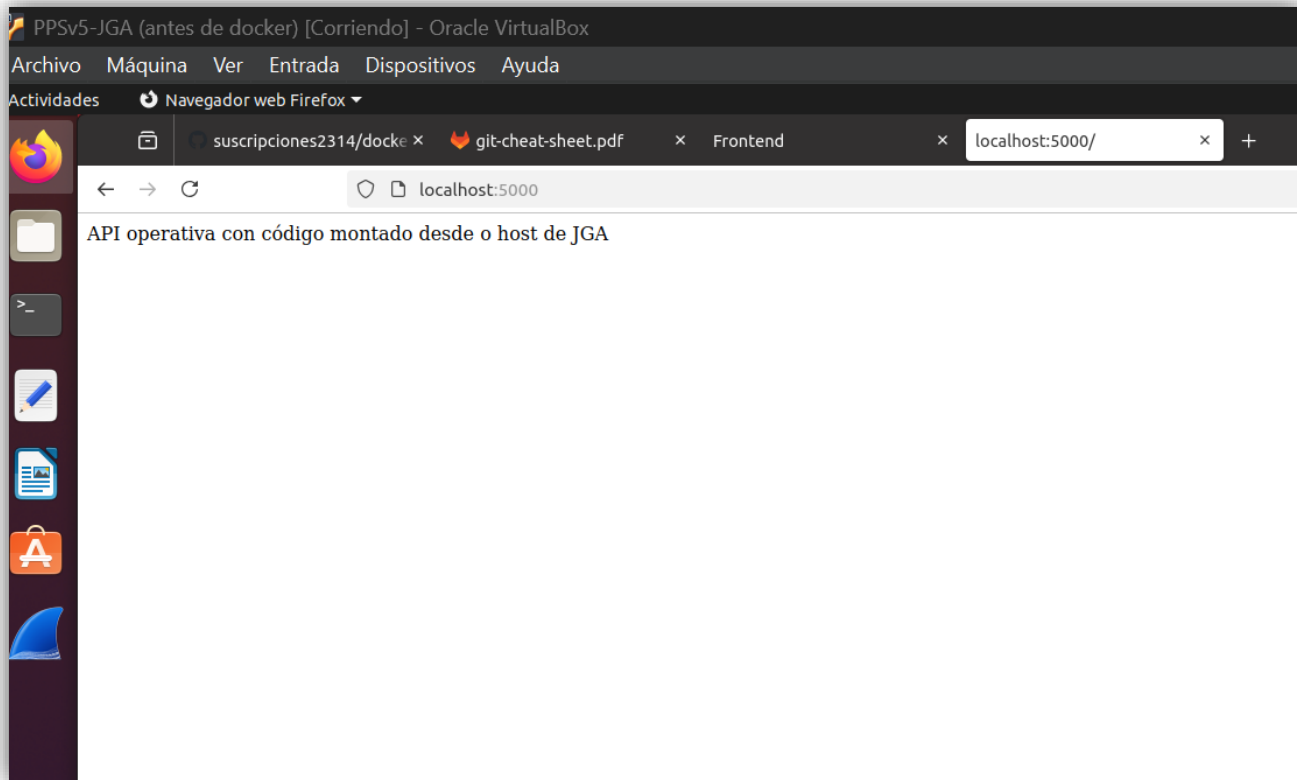 PPSv5-JGA (antes de docker) [Corriendo] - Oracle VirtualBox
Archivo Máquina Ver Entrada Dispositivos Ayuda
Actividades Navegador web Firefox
suscripciones2314/docke × git-cheat-sheet.pdf × Frontend × localhost:5000/ × +
localhost:5000
API operativa con código montado desde o host de JGA
>_